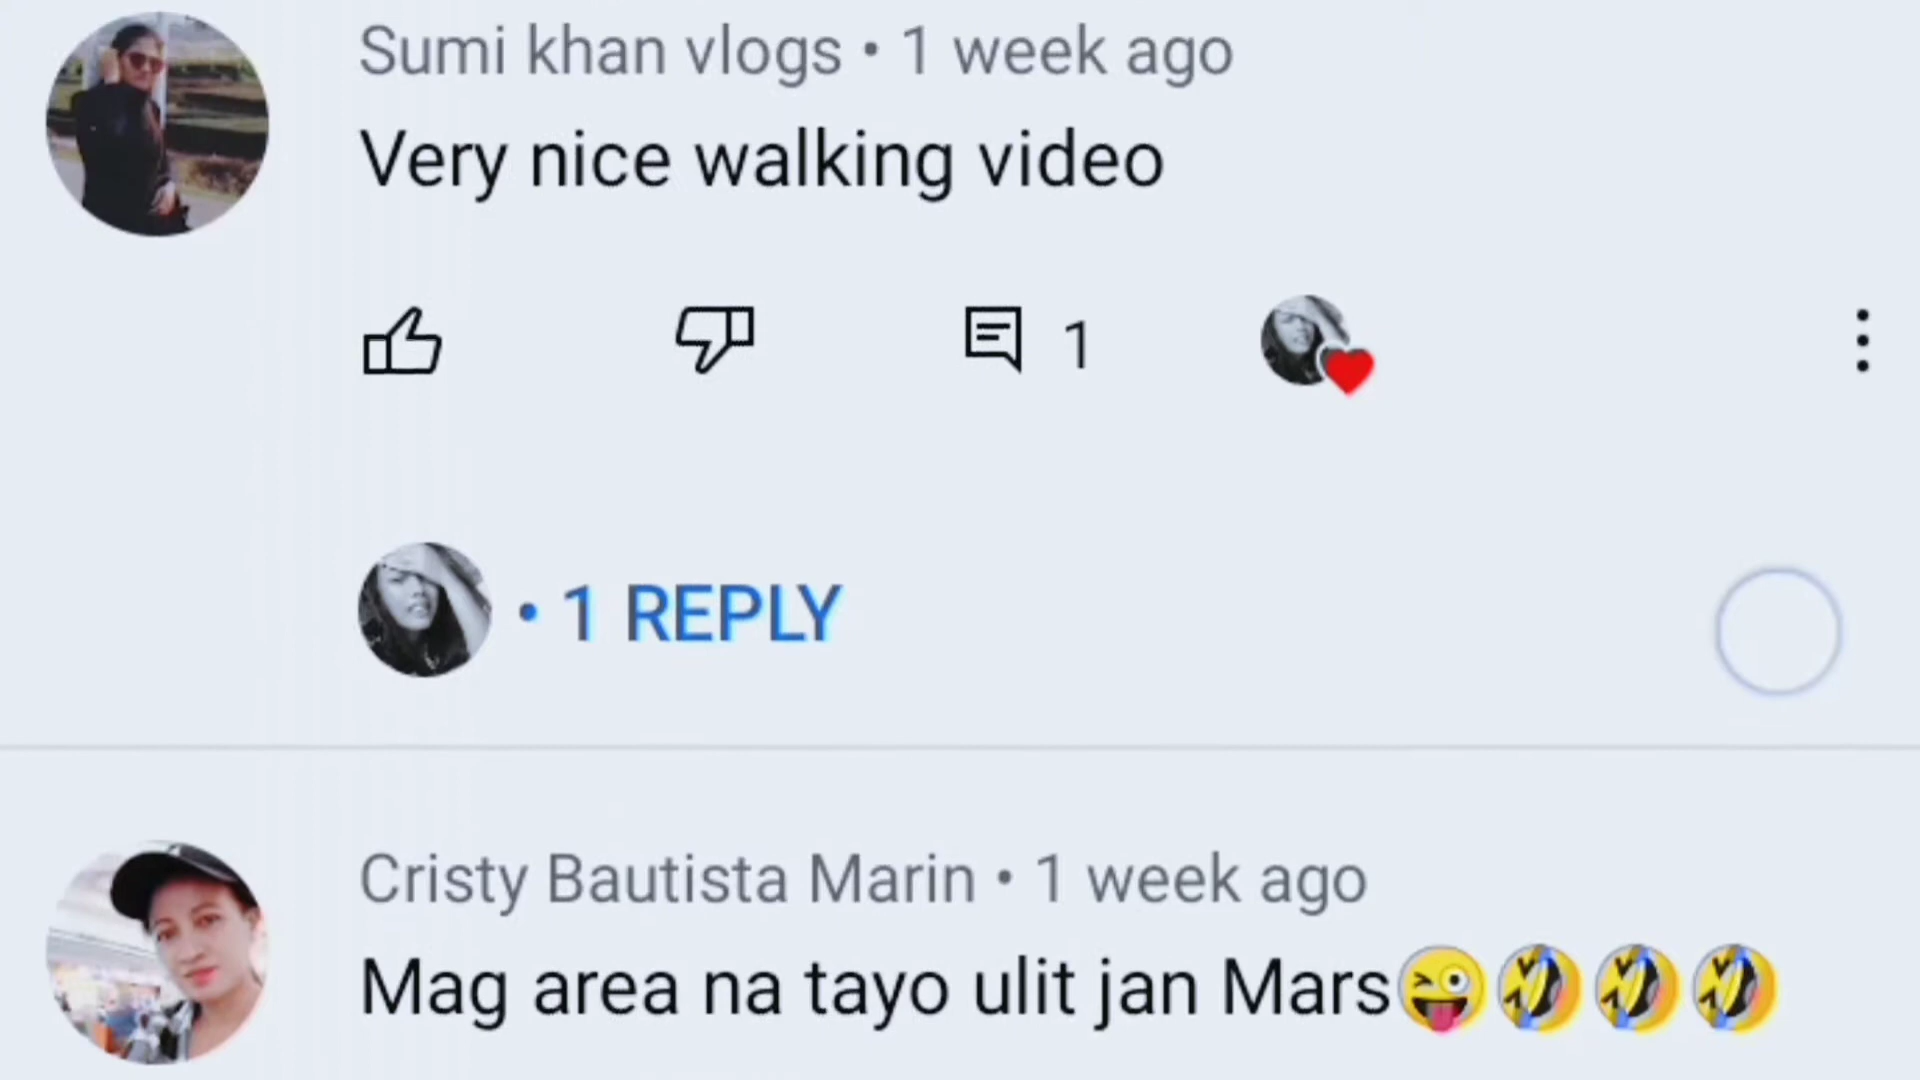 Sumi khan vlogs • 1 week ago
Very nice walking video
1
• 1 REPLY
Cristy Bautista Marin • 1 week ago
Mag area na tayo ulit jan Mars😜🤣🤣🤣